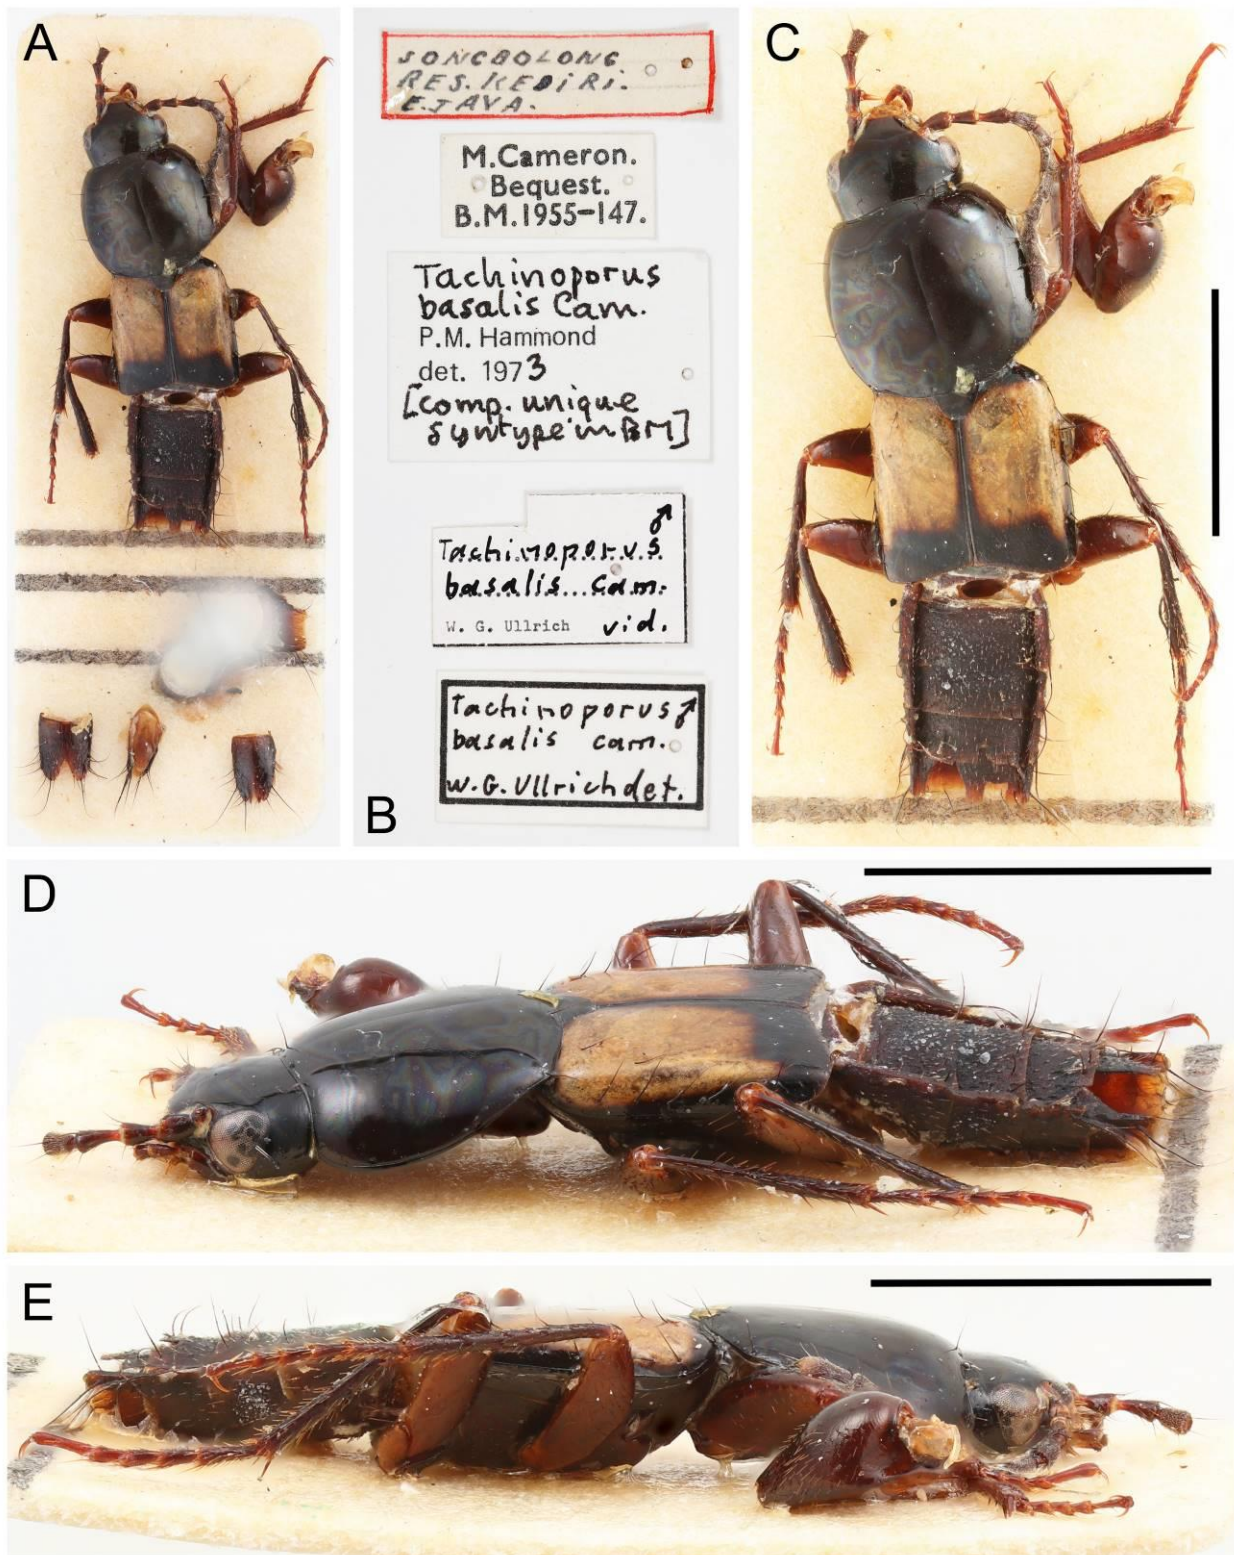 A
SONGBOLONG
RES. KEDIRI.
E. JAVA.
M.Cameron.
Bequest.
B.M.1955-147.
Tachinoporus
basalis Cam.
P.M. Hammond
det. 1973
[comp. unique
syntype in BM]
♂
Tachinoporus
basalis...Cam.
W. G. Ullrich vid.
Tachinoporus ♂
basalis cam.
W.G. Ullrich det.
B
C
D
E